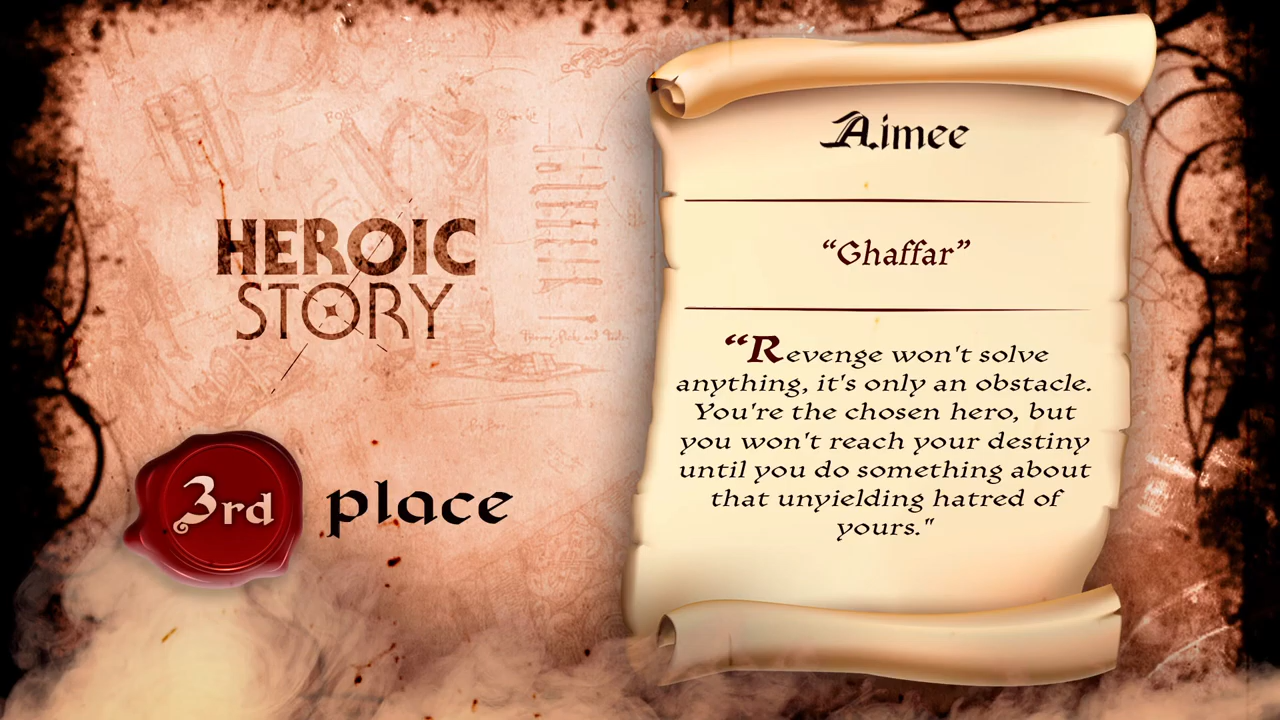 HEROIC
STORY
3rd place
Aimee
“Ghaffar”
“Revenge won't solve
anything, it's only an obstacle.
You're the chosen hero, but
you won't reach your destiny
until you do something about
that unyielding hatred of
yours."